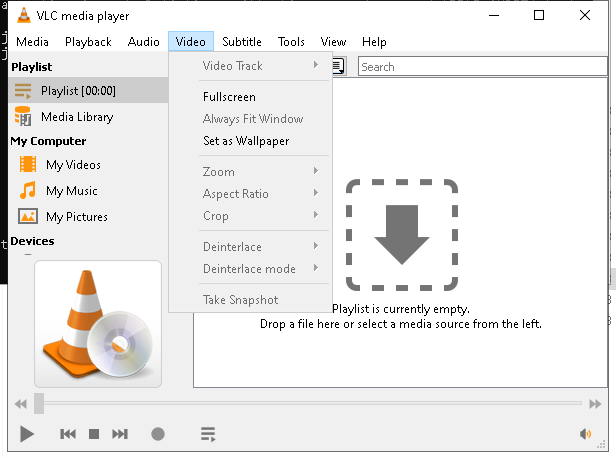 VLC media player
Media Playback Audio Video Subtitle Tools View Help
Playlist
Playlist [00:00]
Media Library
My Computer
My Videos
My Music
My Pictures
Devices
Video Track
Fullscreen
Always Fit Window
Set as Wallpaper
Zoom
Aspect Ratio
Crop
Deinterlace
Deinterlace mode
Take Snapshot
Search
Playlist is currently empty.
Drop a file here or select a media source from the left.